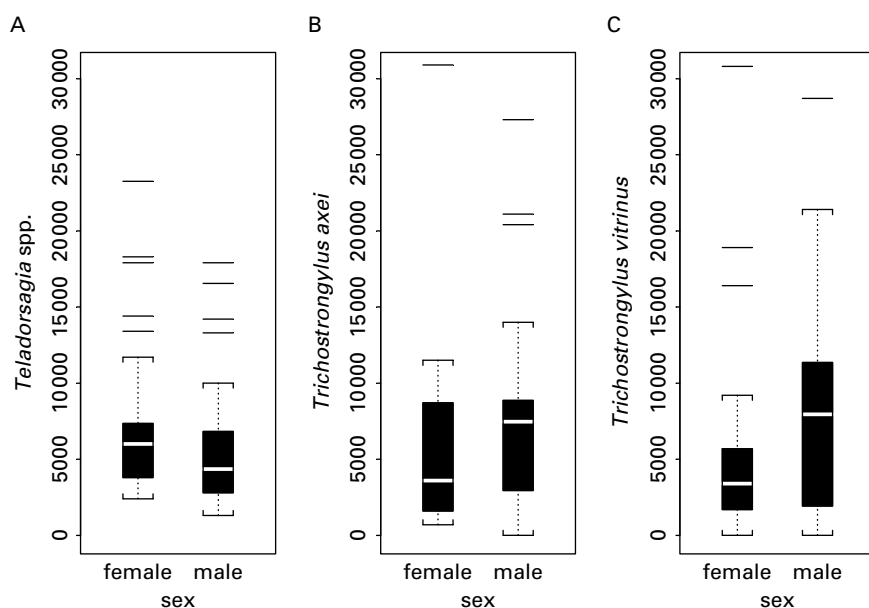 A
Teladorsagia spp.
0
5000
10000
15000
20000
25000
30000
female male
sex
B
Trichostrongylus axei
0
5000
10000
15000
20000
25000
30000
female male
sex
C
Trichostrongylus vitrinus
0
5000
10000
15000
20000
25000
30000
female male
sex